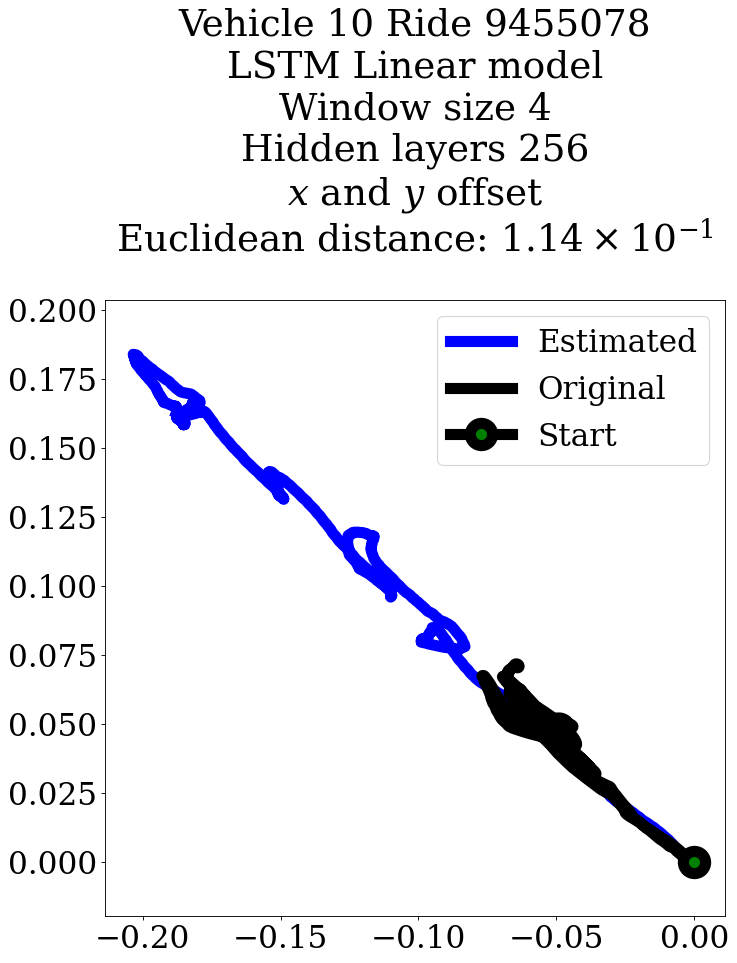 Vehicle 10 Ride 9455078
LSTM Linear model
Window size 4
Hidden layers 256
x and y offset
Euclidean distance: 1.14 × 10⁻¹
0.200
0.175
0.150
0.125
0.100
0.075
0.050
0.025
0.000
Estimated
Original
Start
−0.20 −0.15 −0.10 −0.05 0.00